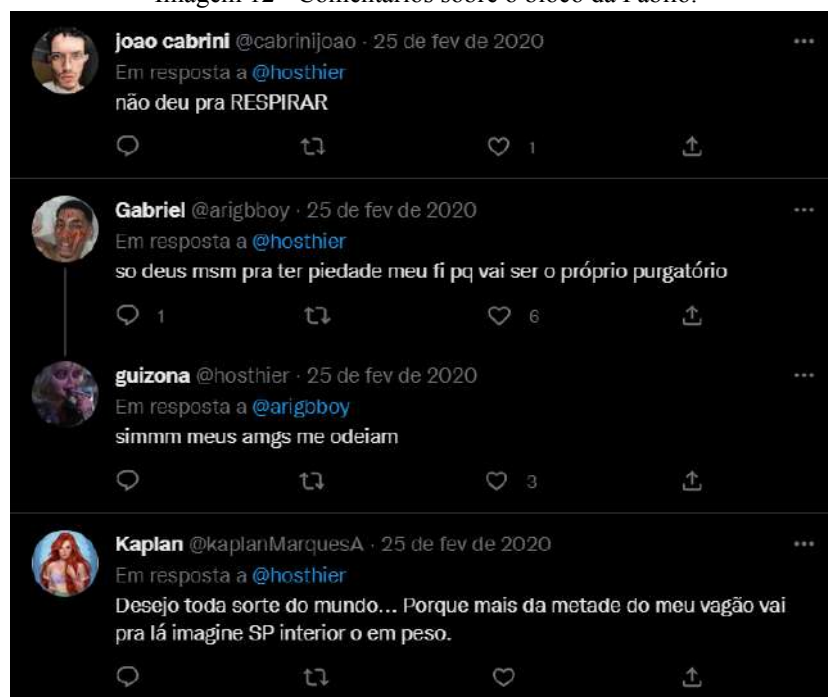 Imagem 12 - Comentários sobre o bloco da Pabllo.
joao cabrini @cabrinijoao · 25 de fev de 2020
Em resposta a @hosthier
não deu pra RESPIRAR
1
Gabriel @arigbboy · 25 de fev de 2020
Em resposta a @hosthier
so deus msm pra ter piedade meu fi pq vai ser o próprio purgatório
1 6
guizona @hosthier · 25 de fev de 2020
Em resposta a @arigbboy
simmm meus amgs me odeiam
3
Kaplan @kaplanMarquesA · 25 de fev de 2020
Em resposta a @hosthier
Desejo toda sorte do mundo... Porque mais da metade do meu vagão vai
pra lá imagine SP interior o em peso.